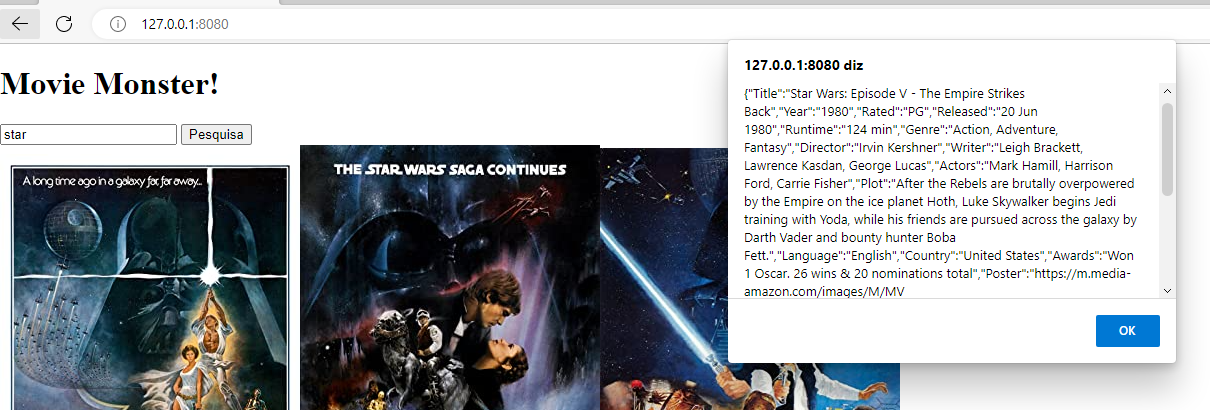 127.0.0.1:8080
Movie Monster!
star
Pesquisa
A long time ago in a galaxy far, far away...
THE STAR WARS SAGA CONTINUES
127.0.0.1:8080 diz
{"Title":"Star Wars: Episode V - The Empire Strikes
Back","Year":"1980","Rated":"PG","Released":"20 Jun
1980","Runtime":"124 min","Genre":"Action, Adventure,
Fantasy","Director":"Irvin Kershner","Writer":"Leigh Brackett,
Lawrence Kasdan, George Lucas","Actors":"Mark Hamill, Harrison
Ford, Carrie Fisher","Plot":"After the Rebels are brutally overpowered
by the Empire on the ice planet Hoth, Luke Skywalker begins Jedi
training with Yoda, while his friends are pursued across the galaxy by
Darth Vader and bounty hunter Boba
Fett.","Language":"English","Country":"United States","Awards":"Won
1 Oscar. 26 wins & 20 nominations total","Poster":"https://m.media-
amazon.com/images/M/MV
OK